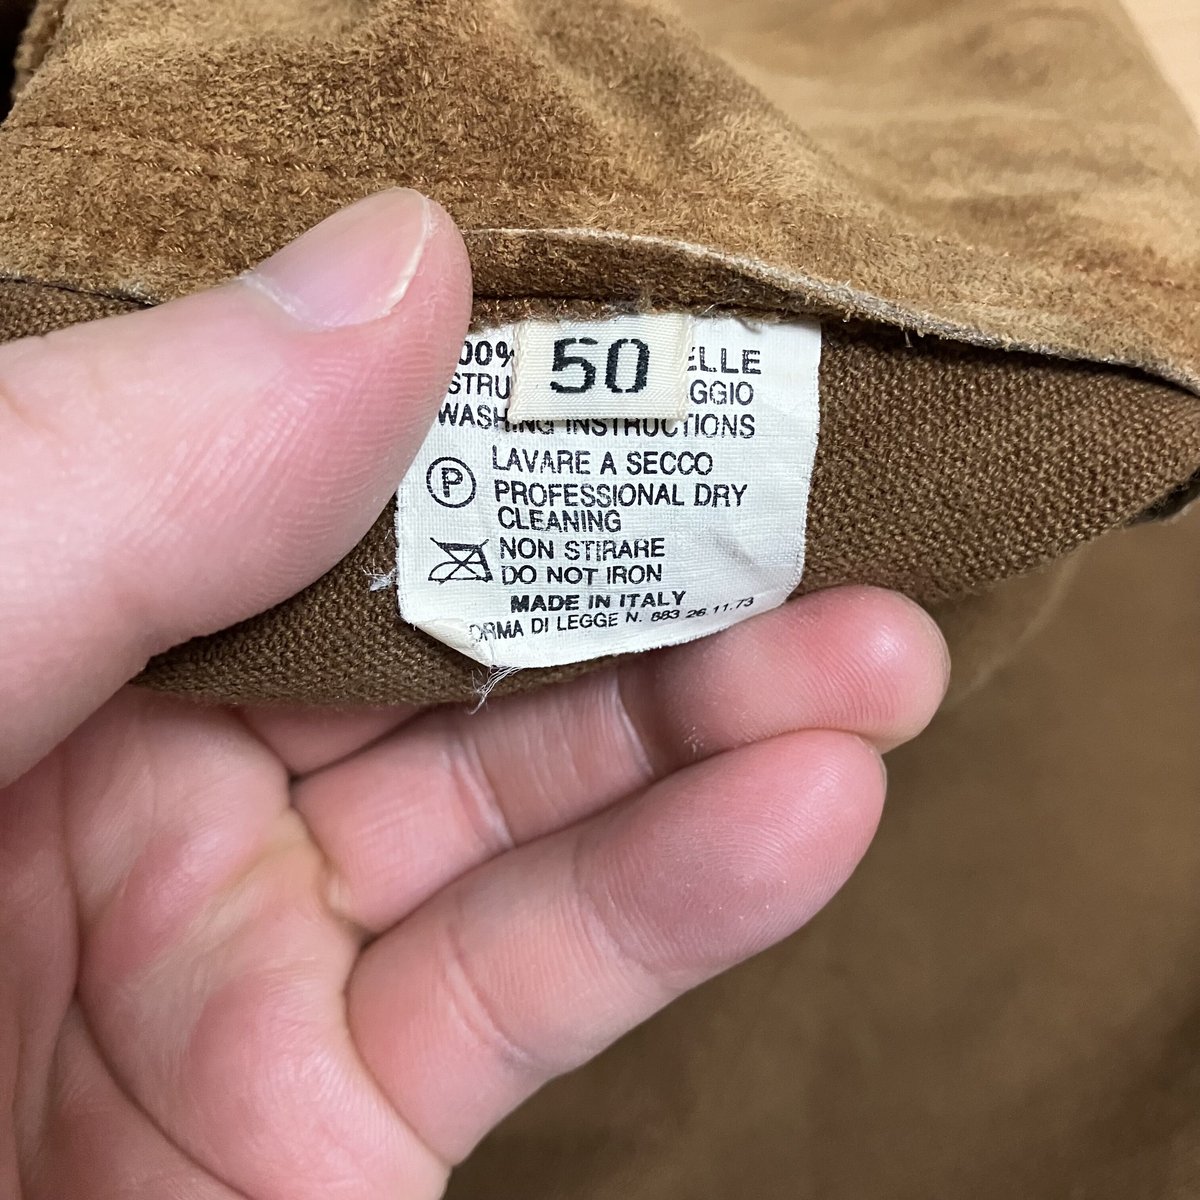 50
00% ELLE
STRU GGIO
WASHING INSTRUCTIONS
P
LAVARE A SECCO
PROFESSIONAL DRY
CLEANING
NON STIRARE
DO NOT IRON
MADE IN ITALY
ORMA DI LEGGE N. 883 26.11.73